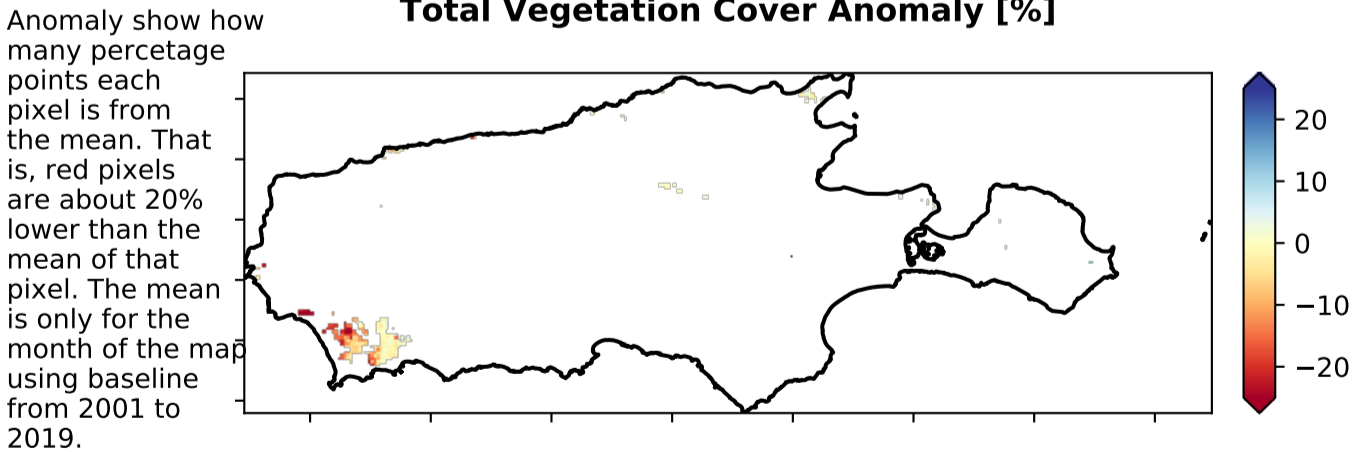 Total Vegetation Cover Anomaly [%]
Anomaly show how
many percetage
points each
pixel is from
the mean. That
is, red pixels
are about 20%
lower than the
mean of that
pixel. The mean
is only for the
month of the map
using baseline
from 2001 to
2019.
20
10
0
−10
−20